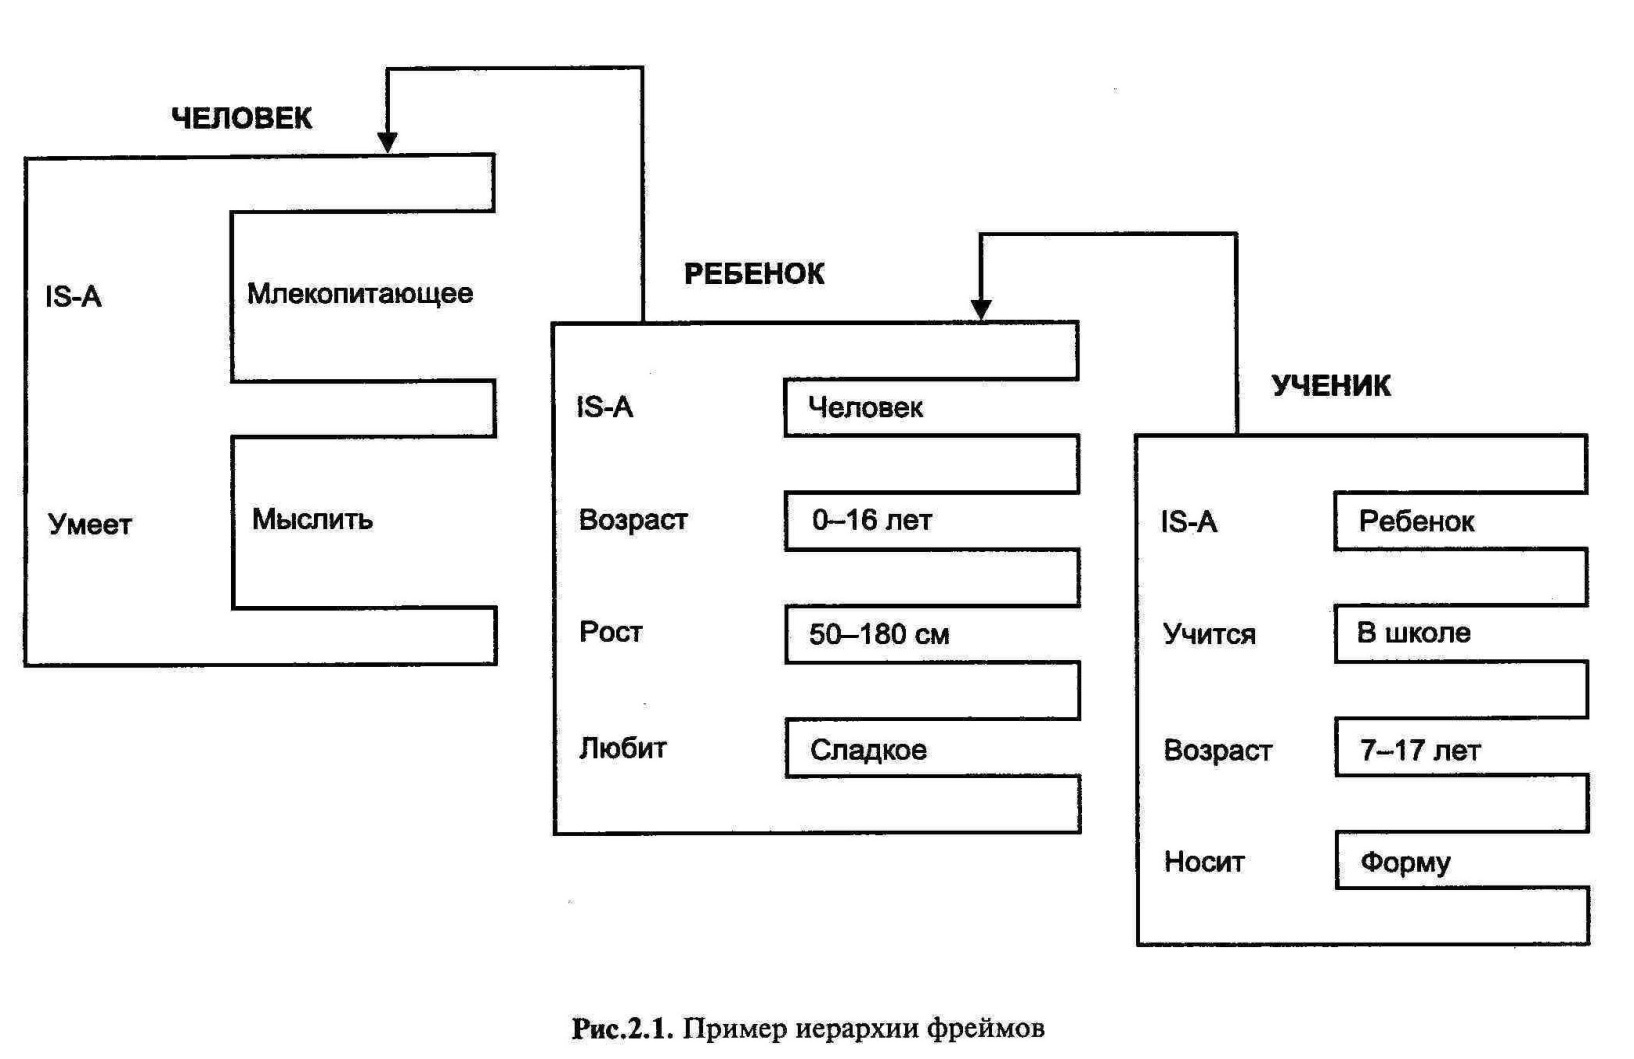 ЧЕЛОВЕК
IS-A Млекопитающее
Умеет Мыслить
РЕБЕНОК
IS-A Человек
Возраст 0–16 лет
Рост 50–180 см
Любит Сладкое
УЧЕНИК
IS-A Ребенок
Учится В школе
Возраст 7–17 лет
Носит Форму
Рис.2.1. Пример иерархии фреймов